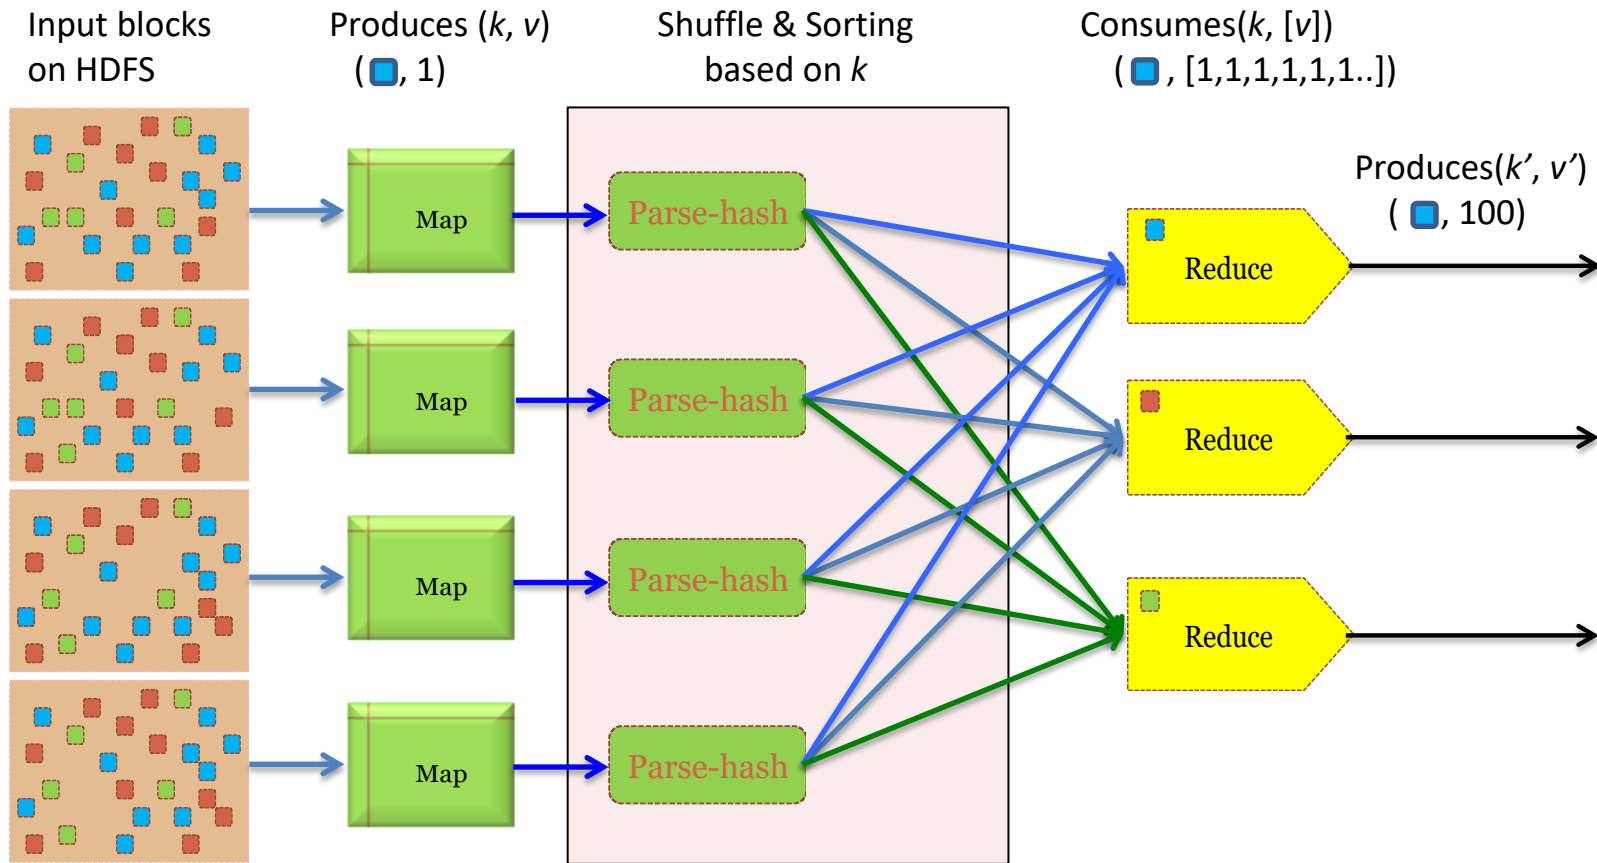 Input blocks
on HDFS
Produces (k, v)
( , 1)
Shuffle & Sorting
based on k
Consumes(k, [v])
( , [1,1,1,1,1,1..])
Produces(k’, v’)
( , 100)
Map
Parse-hash
Reduce
Map
Parse-hash
Reduce
Map
Parse-hash
Reduce
Map
Parse-hash